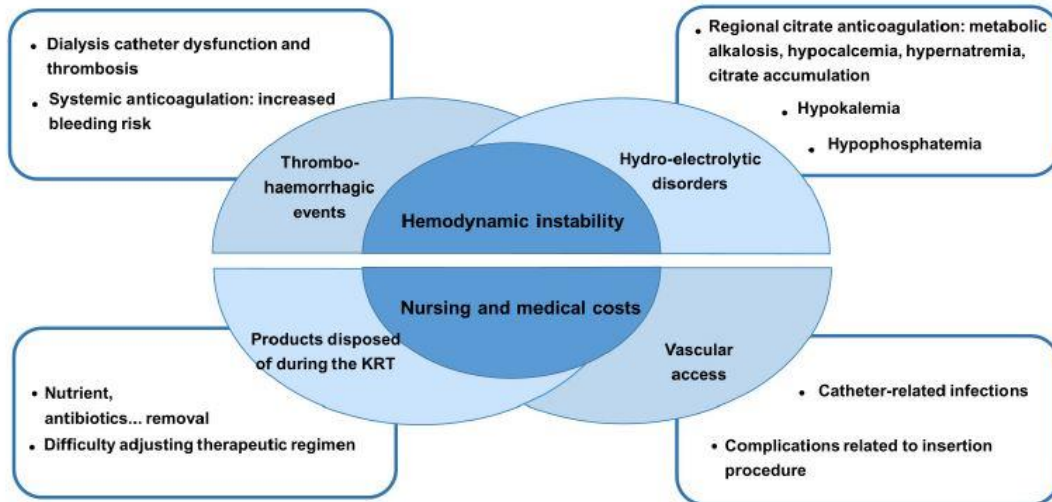 • Dialysis catheter dysfunction and
thrombosis
• Systemic anticoagulation: increased
bleeding risk
• Regional citrate anticoagulation: metabolic
alkalosis, hypocalcemia, hypernatremia,
citrate accumulation
• Hypokalemia
• Hypophosphatemia
Thrombo-
haemorrhagic
events
Hydro-electrolytic
disorders
Hemodynamic instability
Nursing and medical costs
Products disposed
of during the KRT
Vascular
access
• Nutrient,
antibiotics... removal
• Difficulty adjusting therapeutic regimen
• Catheter-related infections
• Complications related to insertion
procedure